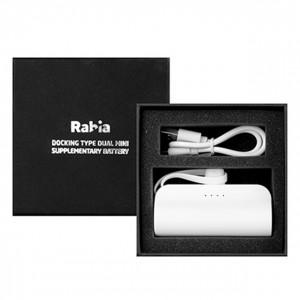 Rabia
DOCKING TYPE DUAL MINI
SUPPLEMENTARY BATTERY